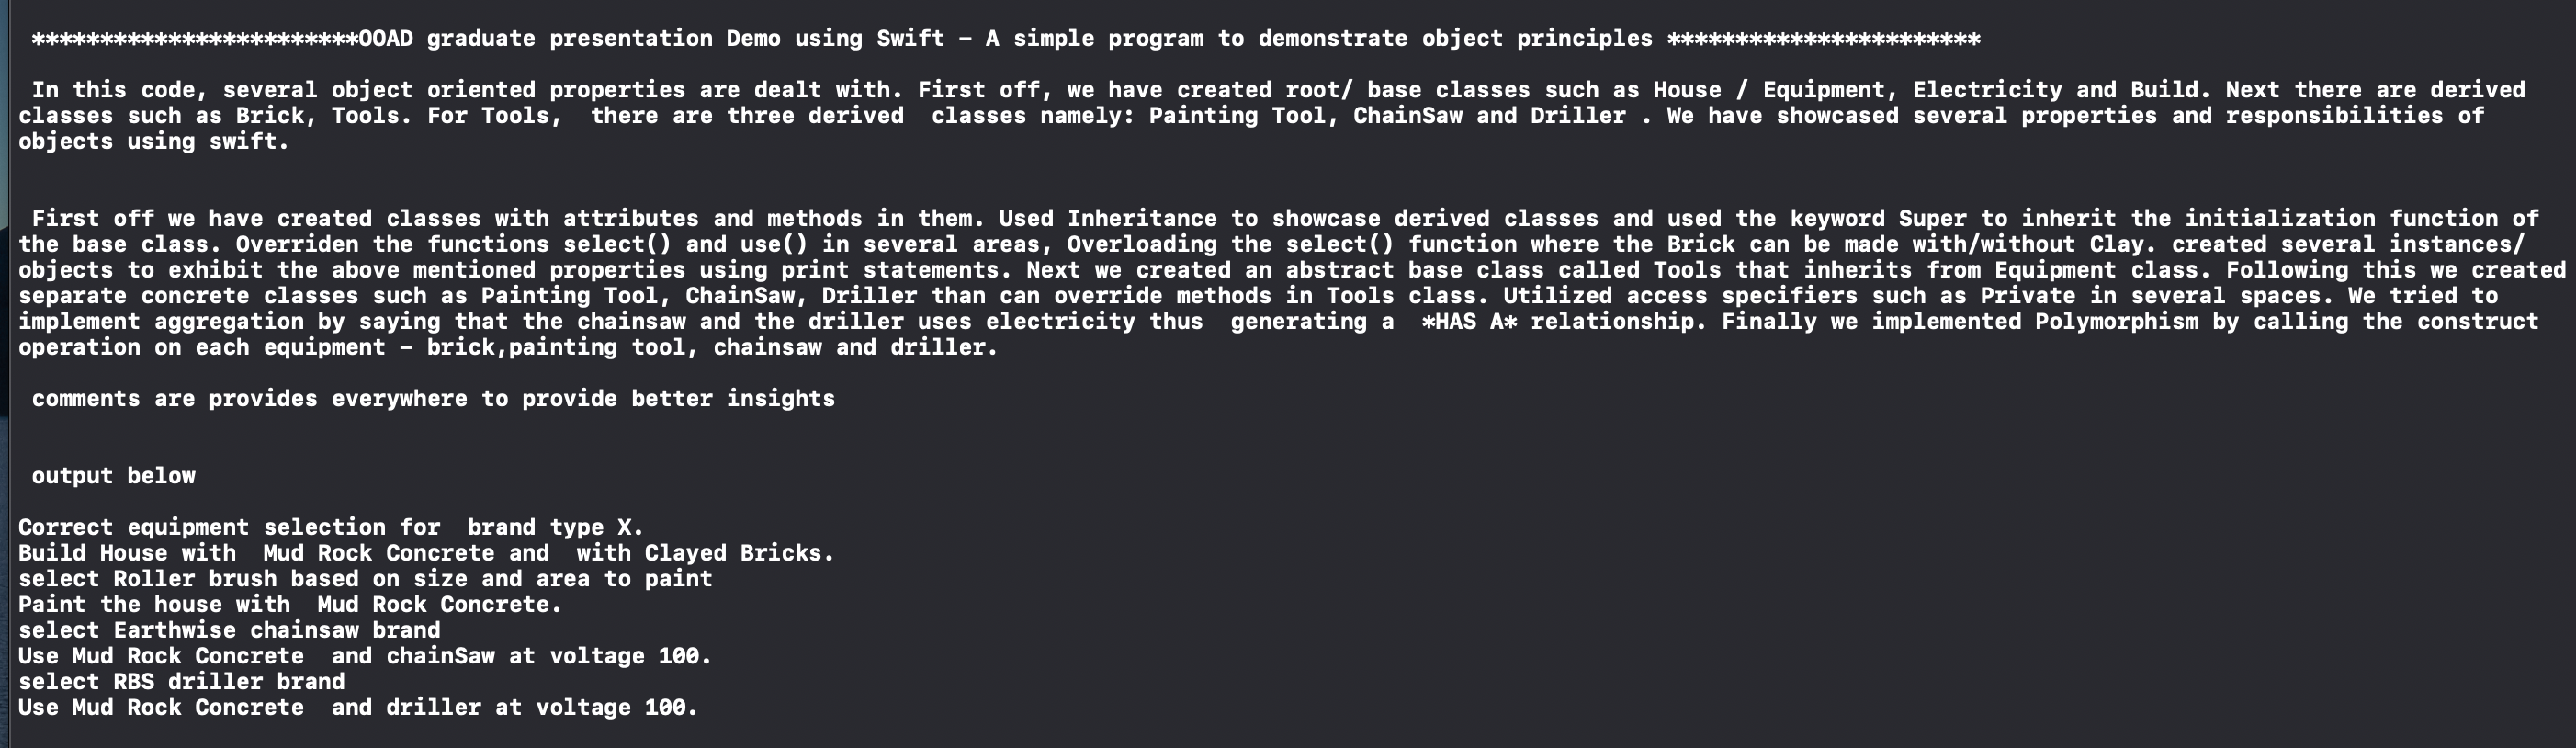 ************************OOAD graduate presentation Demo using Swift – A simple program to demonstrate object principles ***********************
In this code, several object oriented properties are dealt with. First off, we have created root/ base classes such as House / Equipment, Electricity and Build. Next there are derived
classes such as Brick, Tools. For Tools,  there are three derived  classes namely: Painting Tool, ChainSaw and Driller . We have showcased several properties and responsibilities of
objects using swift.
First off we have created classes with attributes and methods in them. Used Inheritance to showcase derived classes and used the keyword Super to inherit the initialization function of
the base class. Overriden the functions select() and use() in several areas, Overloading the select() function where the Brick can be made with/without Clay. created several instances/
objects to exhibit the above mentioned properties using print statements. Next we created an abstract base class called Tools that inherits from Equipment class. Following this we created
separate concrete classes such as Painting Tool, ChainSaw, Driller than can override methods in Tools class. Utilized access specifiers such as Private in several spaces. We tried to
implement aggregation by saying that the chainsaw and the driller uses electricity thus  generating a  *HAS A* relationship. Finally we implemented Polymorphism by calling the construct
operation on each equipment – brick,painting tool, chainsaw and driller.
comments are provides everywhere to provide better insights
output below
Correct equipment selection for  brand type X.
Build House with  Mud Rock Concrete and  with Clayed Bricks.
select Roller brush based on size and area to paint
Paint the house with  Mud Rock Concrete.
select Earthwise chainsaw brand
Use Mud Rock Concrete  and chainSaw at voltage 100.
select RBS driller brand
Use Mud Rock Concrete  and driller at voltage 100.